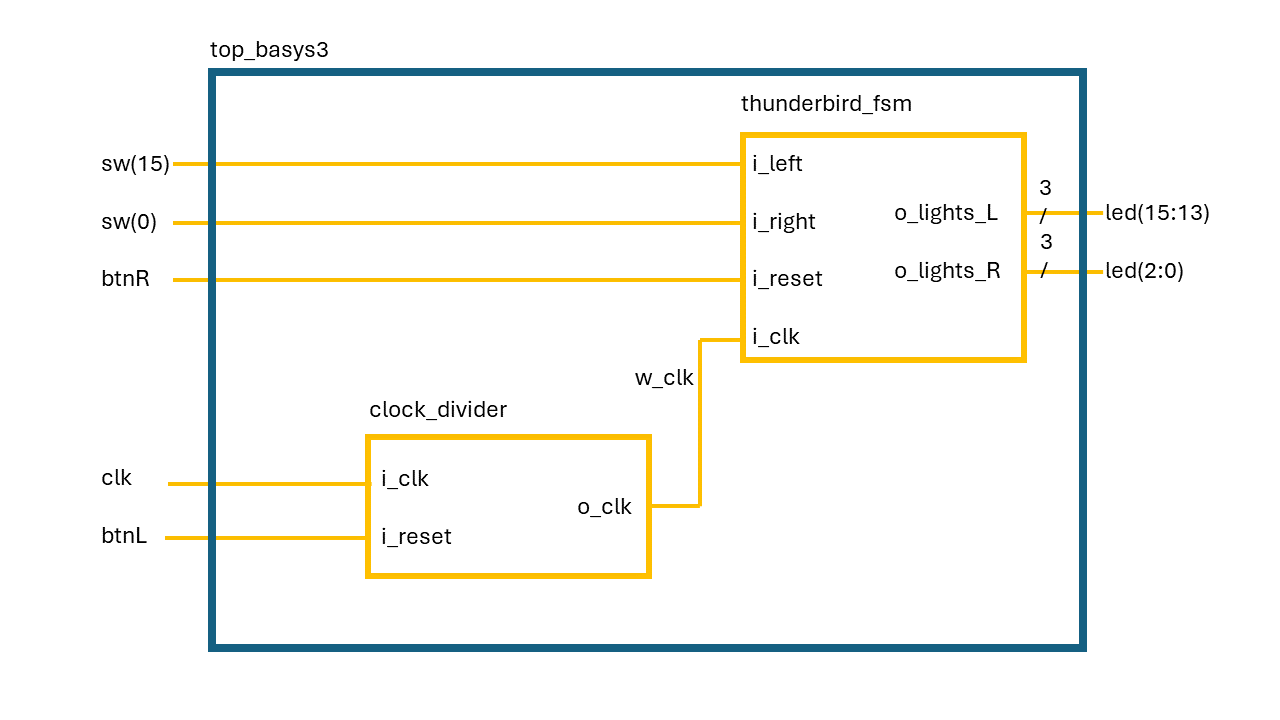 top_basys3
thunderbird_fsm
sw(15)
i_left
3
sw(0)
i_right
o_lights_L
/
led(15:13)
3
btnR
i_reset
o_lights_R
/
led(2:0)
i_clk
w_clk
clock_divider
clk
i_clk
o_clk
btnL
i_reset